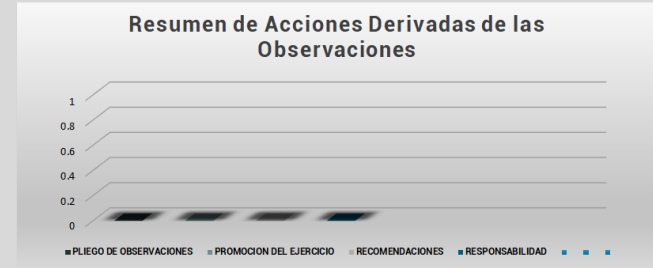 Resumen de Acciones Derivadas de las
Observaciones
1
0.8
0.6
0.4
0.2
0
PLIEGO DE OBSERVACIONES PROMOCION DEL EJERCICIO RECOMENDACIONES RESPONSABILIDAD